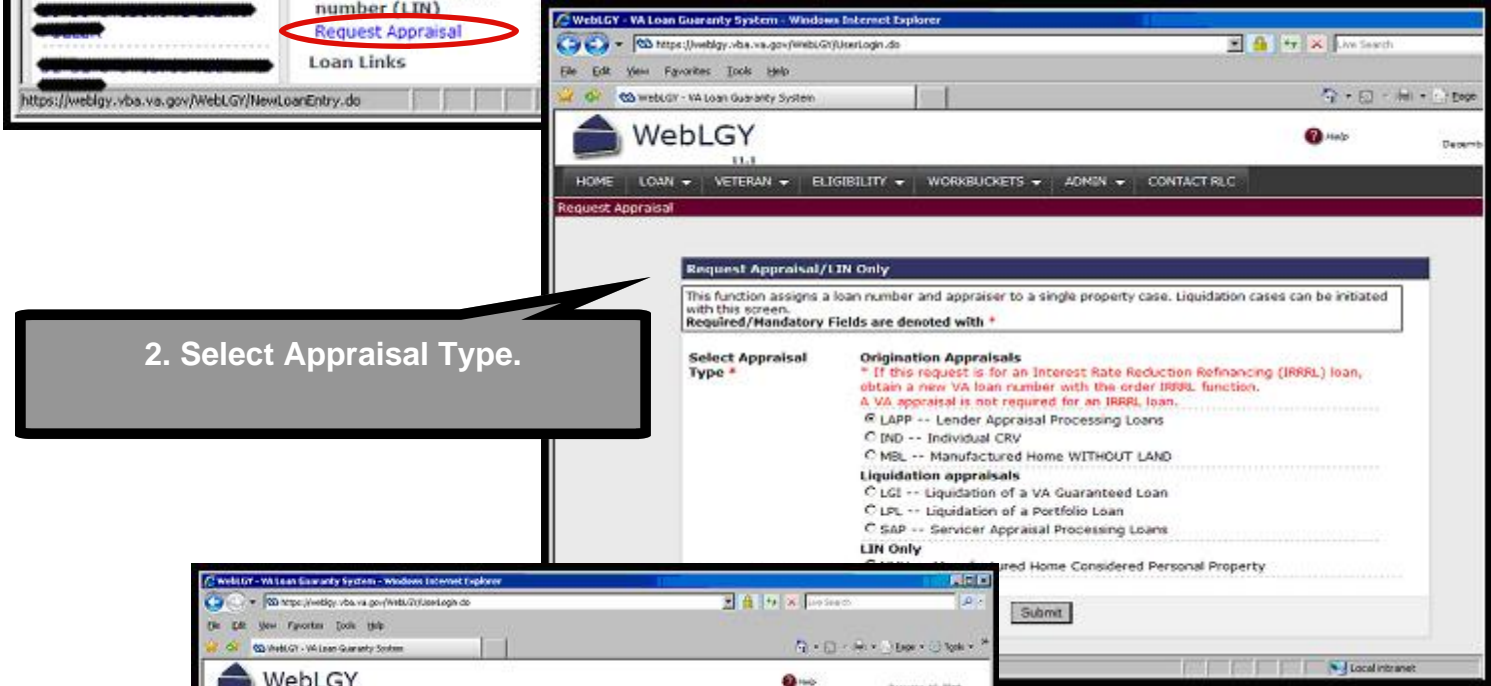 number (LIN)
Request Appraisal
Loan Links
https://weblgy.vba.va.gov/WebLGY/NewLoanEntry.do
WebLGY - VA Loan Guaranty System - Windows Internet Explorer
https://weblgy.vba.va.gov/WebLGY/UserLogin.do
Live Search
File Edit View Favorites Tools Help
WebLGY - VA Loan Guaranty System
Page
WebLGY
11.1
Help
Decemb
HOME LOAN VETERAN ELIGIBILITY WORKBUCKETS ADMIN CONTACT RLC
Request Appraisal
Request Appraisal/LIN Only
This function assigns a loan number and appraiser to a single property case. Liquidation cases can be initiated
with this screen.
Required/Mandatory Fields are denoted with *
2. Select Appraisal Type.
Select Appraisal
Type *
Origination Appraisals
* If this request is for an Interest Rate Reduction Refinancing (IRRRL) loan,
obtain a new VA loan number with the order IRRRL function.
A VA appraisal is not required for an IRRRL loan.
LAPP -- Lender Appraisal Processing Loans
IND -- Individual CRV
MBL -- Manufactured Home WITHOUT LAND
Liquidation appraisals
LGI -- Liquidation of a VA Guaranteed Loan
LPL -- Liquidation of a Portfolio Loan
SAP -- Servicer Appraisal Processing Loans
LIN Only
ured Home Considered Personal Property
Submit
Local intranet
WebLGY - VA Loan Guaranty System - Windows Internet Explorer
https://weblgy.vba.va.gov/WebLGY/UserLogin.do
Live Search
File Edit View Favorites Tools Help
WebLGY - VA Loan Guaranty System
Page Tools
WebLGY
Help